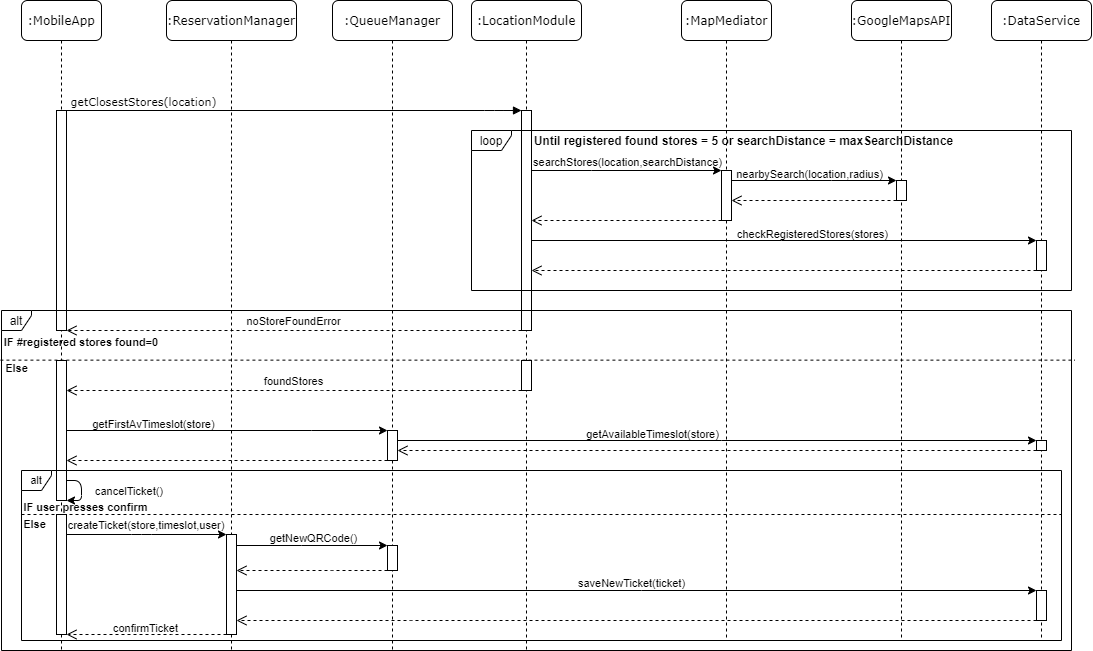 :MobileApp
:ReservationManager
:QueueManager
:LocationModule
:MapMediator
:GoogleMapsAPI
:DataService
getClosestStores(location)
loop
Until registered found stores = 5 or searchDistance = maxSearchDistance
searchStores(location,searchDistance)
nearbySearch(location,radius)
checkRegisteredStores(stores)
alt
noStoreFoundError
IF #registered stores found=0
Else
foundStores
getFirstAvTimeslot(store)
getAvailableTimeslot(store)
alt
cancelTicket()
IF user presses confirm
Else
createTicket(store,timeslot,user)
getNewQRCode()
saveNewTicket(ticket)
confirmTicket